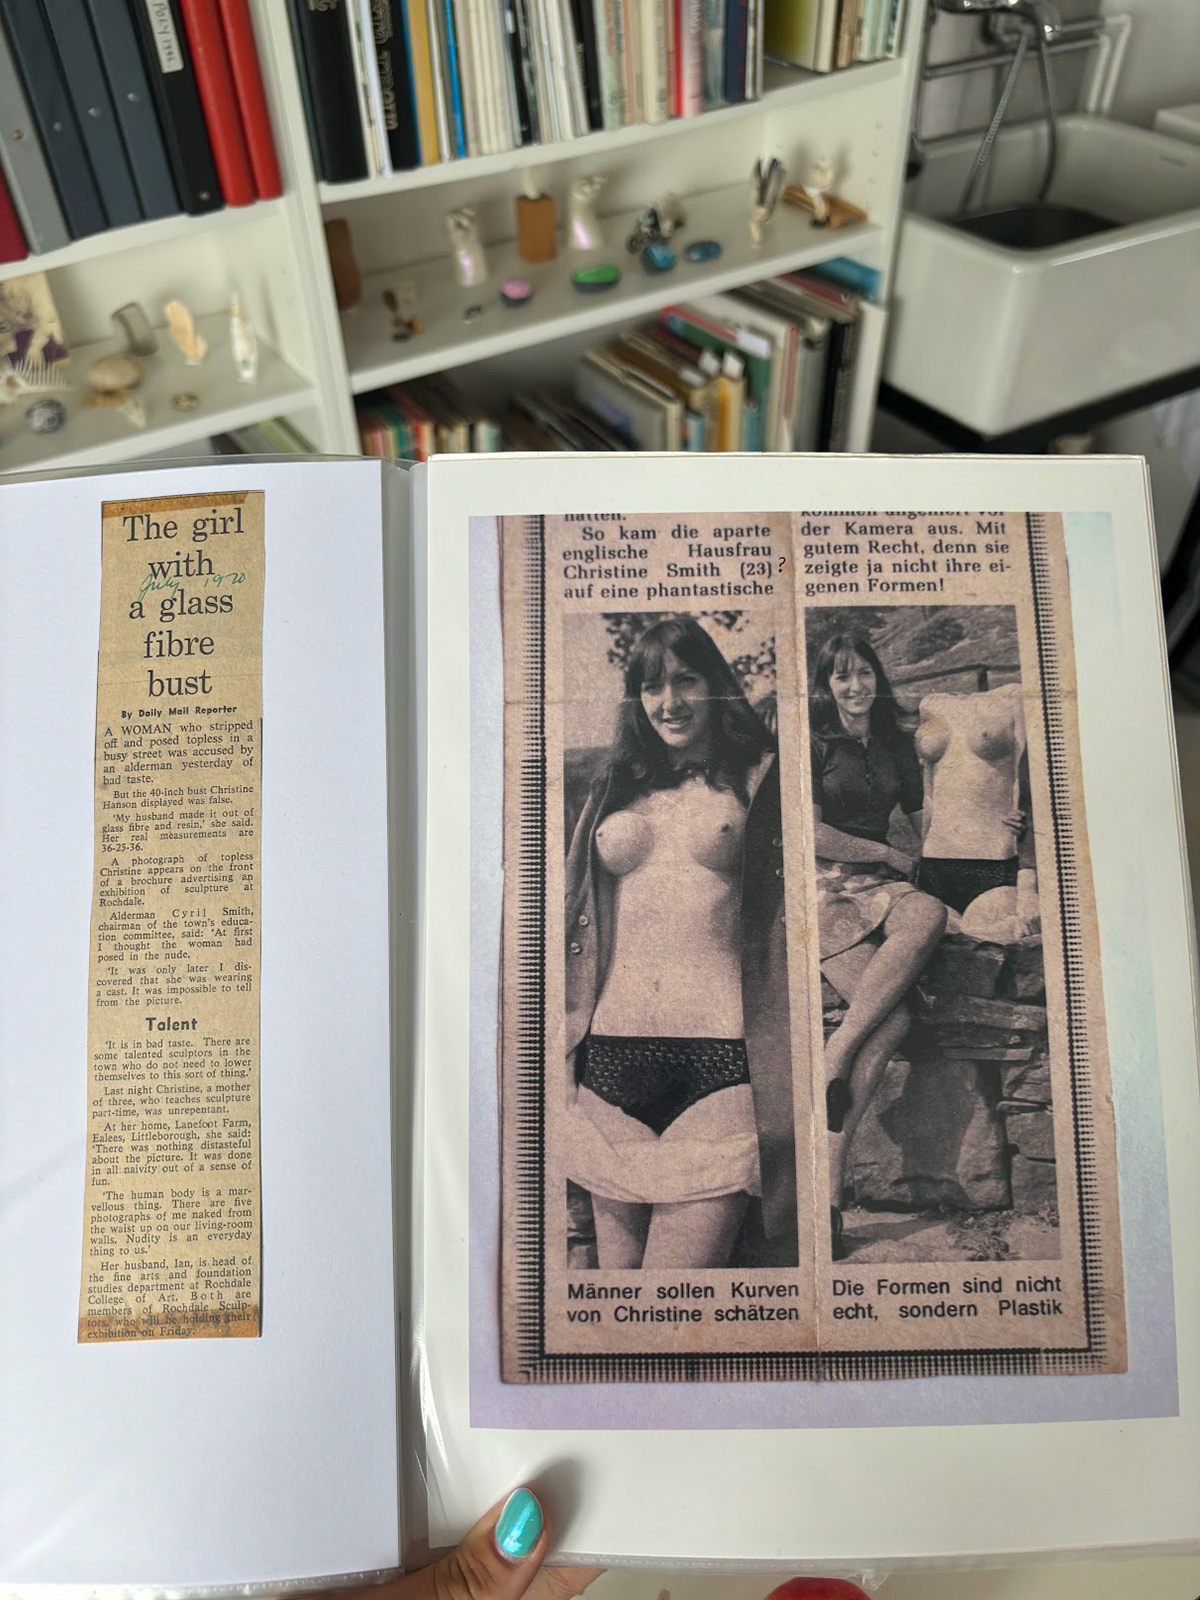 The girl
with
July 1970
a glass
fibre
bust
By Daily Mail Reporter
A WOMAN who stripped
off and posed topless in a
busy street was accused by
an alderman yesterday of
bad taste.
But the 40-inch bust Christine
Hanson displayed was false.
'My husband made it out of
glass fibre and resin,' she said.
Her real measurements are
36-25-36.
A photograph of topless
Christine appears on the front
of a brochure advertising an
exhibition of sculpture at
Rochdale.
Alderman Cyril Smith,
chairman of the town's educa-
tion committee, said: 'At first
I thought the woman had
posed in the nude.
'It was only later I dis-
covered that she was wearing
a cast. It was impossible to tell
from the picture.
Talent
'It is in bad taste. There are
some talented sculptors in the
town who do not need to lower
themselves to this sort of thing.'
Last night Christine, a mother
of three, who teaches sculpture
part-time, was unrepentant.
At her home, Lanefoot Farm,
Ealees, Littleborough, she said:
'There was nothing distasteful
about the picture. It was done
in all naivity out of a sense of
fun.
'The human body is a mar-
vellous thing. There are five
photographs of me naked from
the waist up on our living-room
walls. Nudity is an everyday
thing to us.'
Her husband, Ian, is head of
the fine arts and foundation
studies department at Rochdale
College of Art. Both are
members of Rochdale Sculp-
tors, who will be holding their
exhibition on Friday.
hatten.
So kam die aparte
englische Hausfrau
Christine Smith (23) ?
auf eine phantastische
kommen ungeniert vor
der Kamera aus. Mit
gutem Recht, denn sie
zeigte ja nicht ihre ei-
genen Formen!
Männer sollen Kurven
von Christine schätzen
Die Formen sind nicht
echt, sondern Plastik